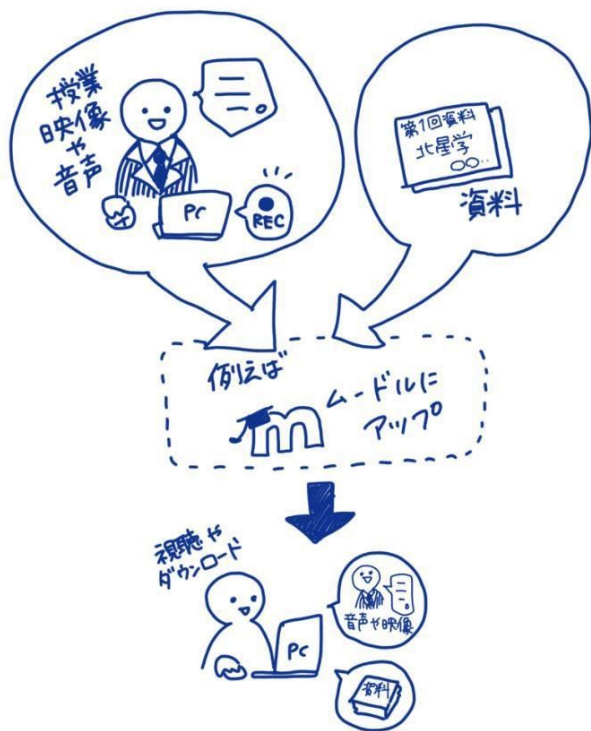 授業
映像
や
音声
PC
REC
第1回資料
北星学
○○..
資料
例えば
m
ムードルに
アップ
視聴や
ダウンロード
PC
音声や映像
資料